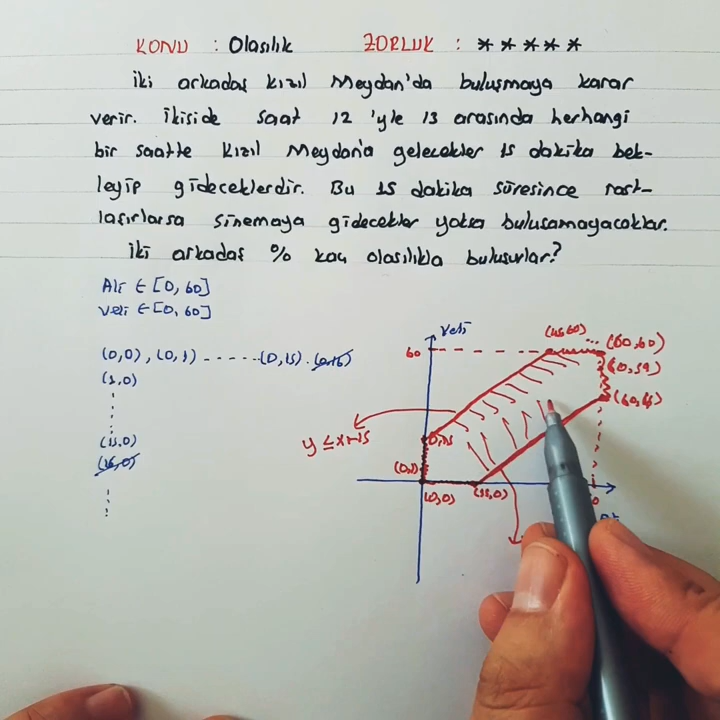 KONU : Olasılık ZORLUK : * * * * *
İki arkadaş Kızıl Meydan'da buluşmaya karar
verir. İkiside saat 12 'yle 13 arasında herhangi
bir saatte Kızıl Meydan'a gelecekler 15 dakika bek-
leyip gideceklerdir. Bu 15 dakika süresince rast-
laşırlarsa sinemaya gidecekler yoksa buluşamayacaklar.
İki arkadaş % kaç olasılıkla buluşurlar?
Ali ∈ [0, 60]
Veli ∈ [0, 60]
(0,0), (0,1) ------ (0,15). (0,16)
(1,0)
(15,0)
(16,0)
Veli
60
(45,60)
(60,60)
(60,59)
(60,45)
y ≤ x+15
0,15
(0,1)
(0,0)
(15,0)